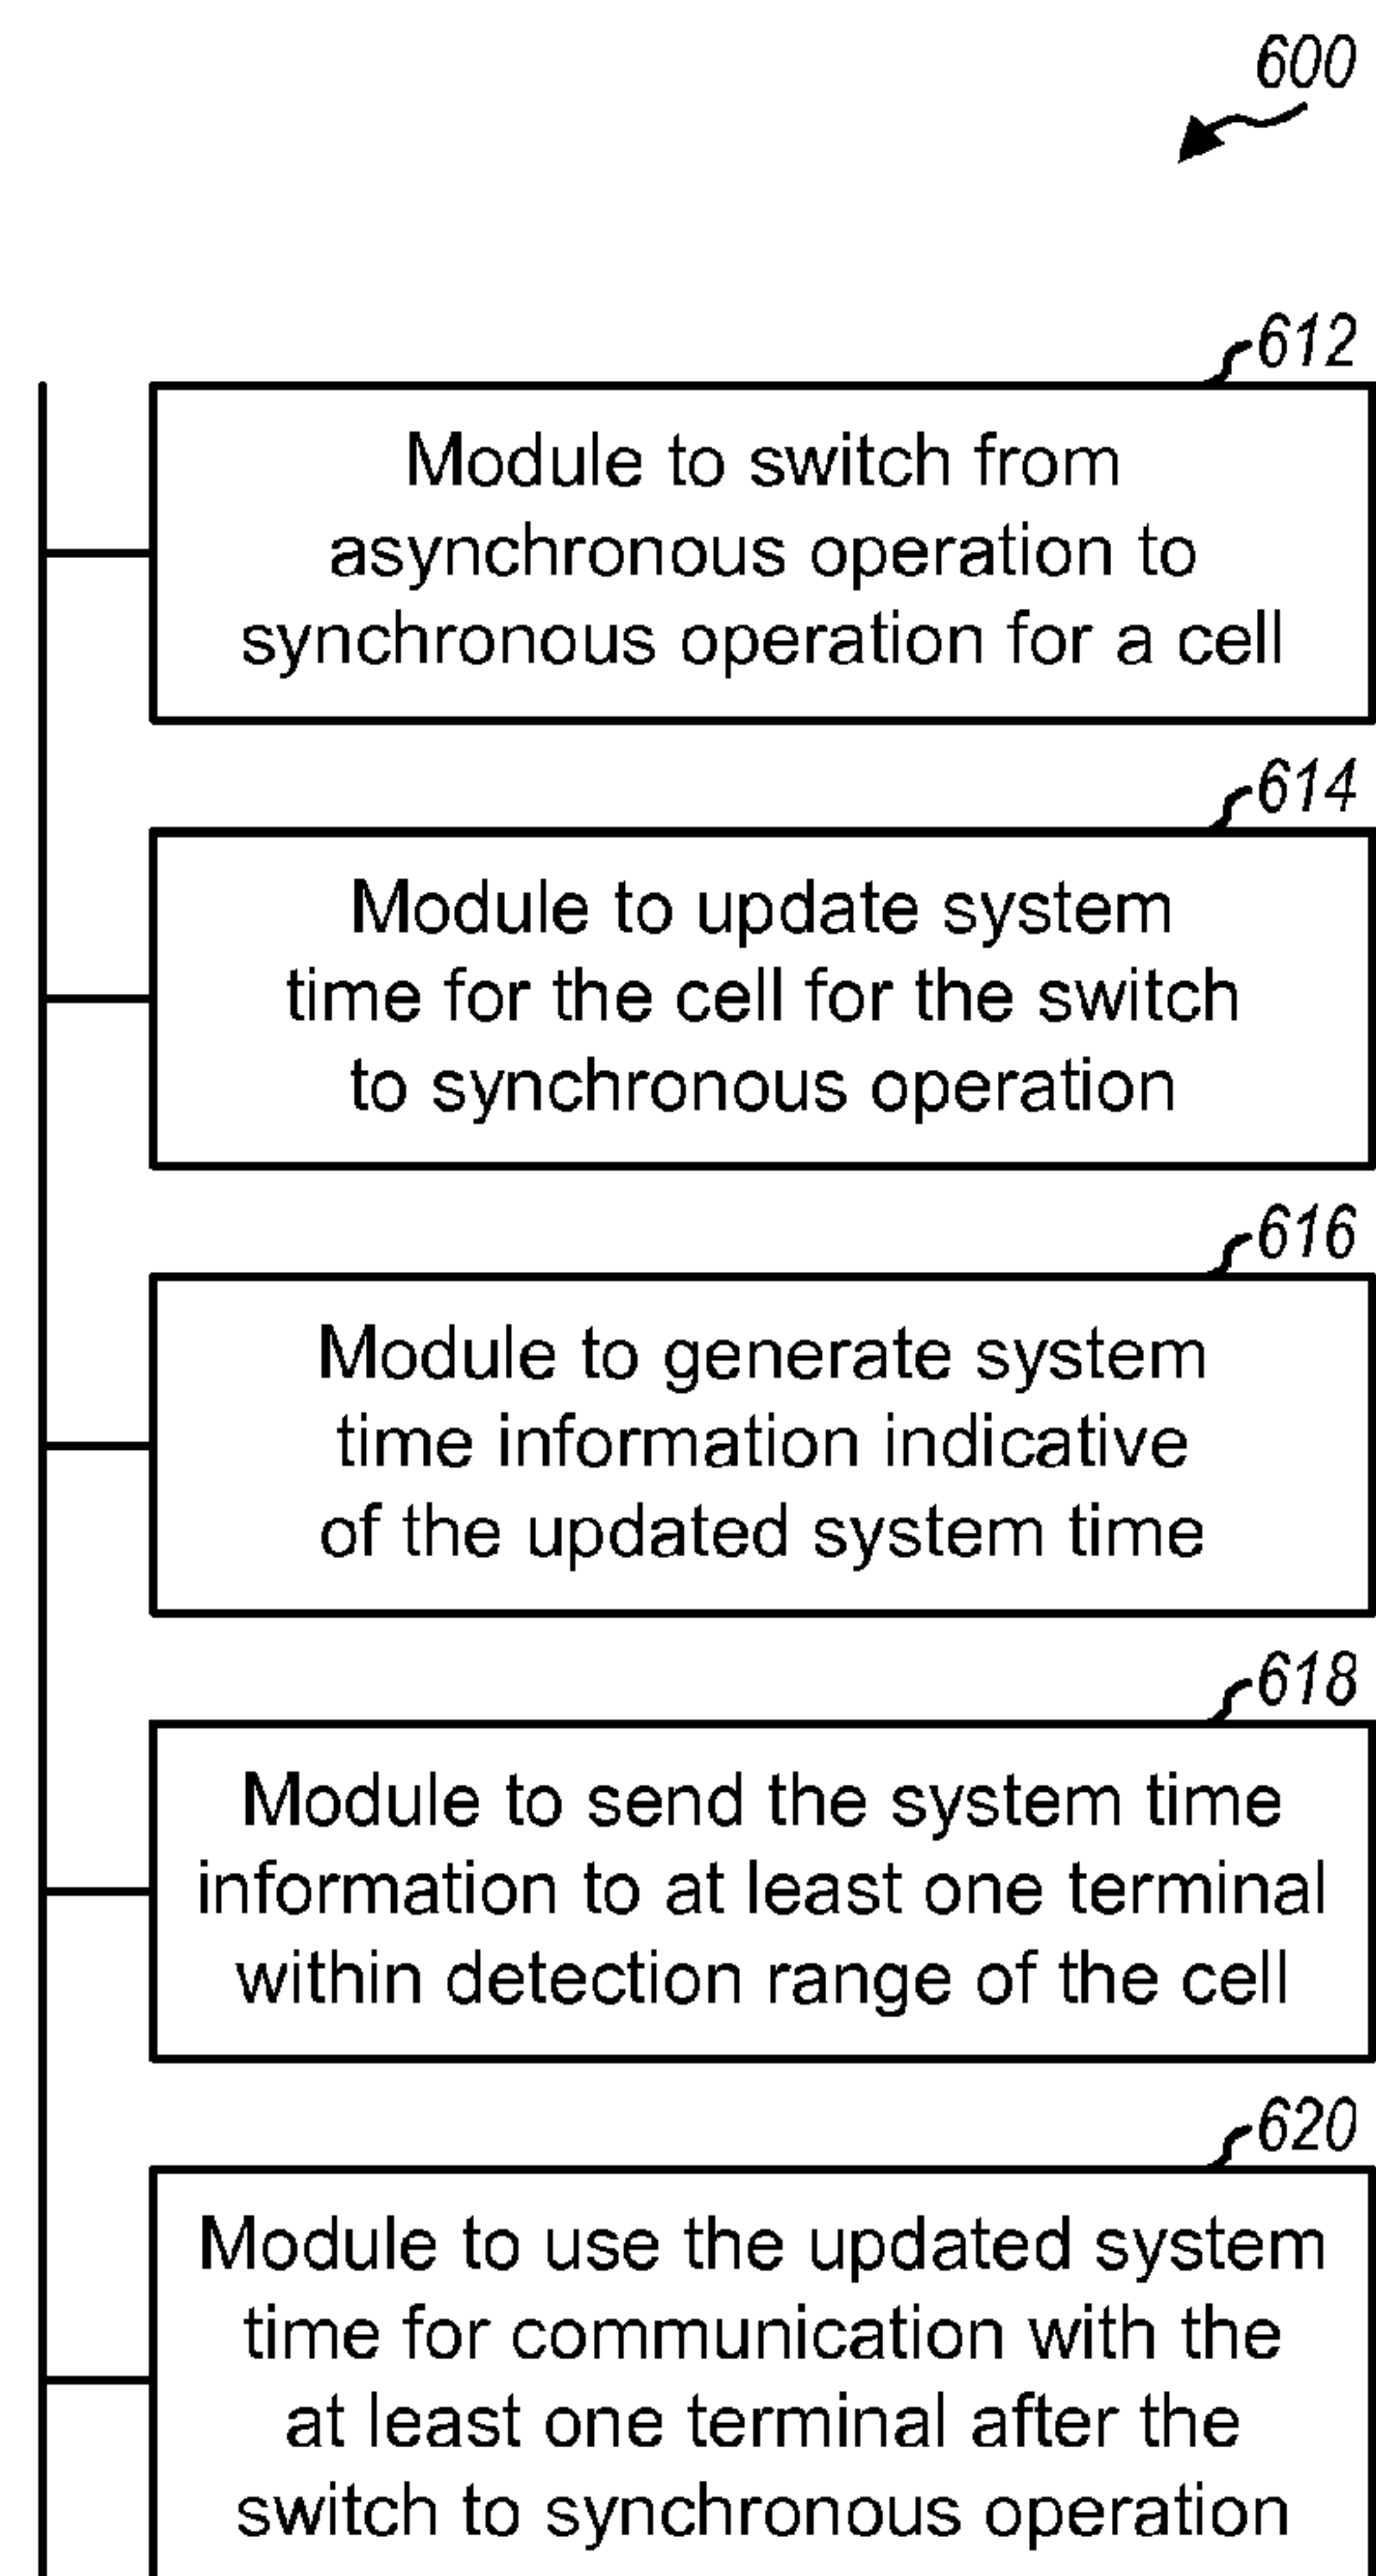 600
612
Module to switch from
asynchronous operation to
synchronous operation for a cell
614
Module to update system
time for the cell for the switch
to synchronous operation
616
Module to generate system
time information indicative
of the updated system time
618
Module to send the system time
information to at least one terminal
within detection range of the cell
620
Module to use the updated system
time for communication with the
at least one terminal after the
switch to synchronous operation